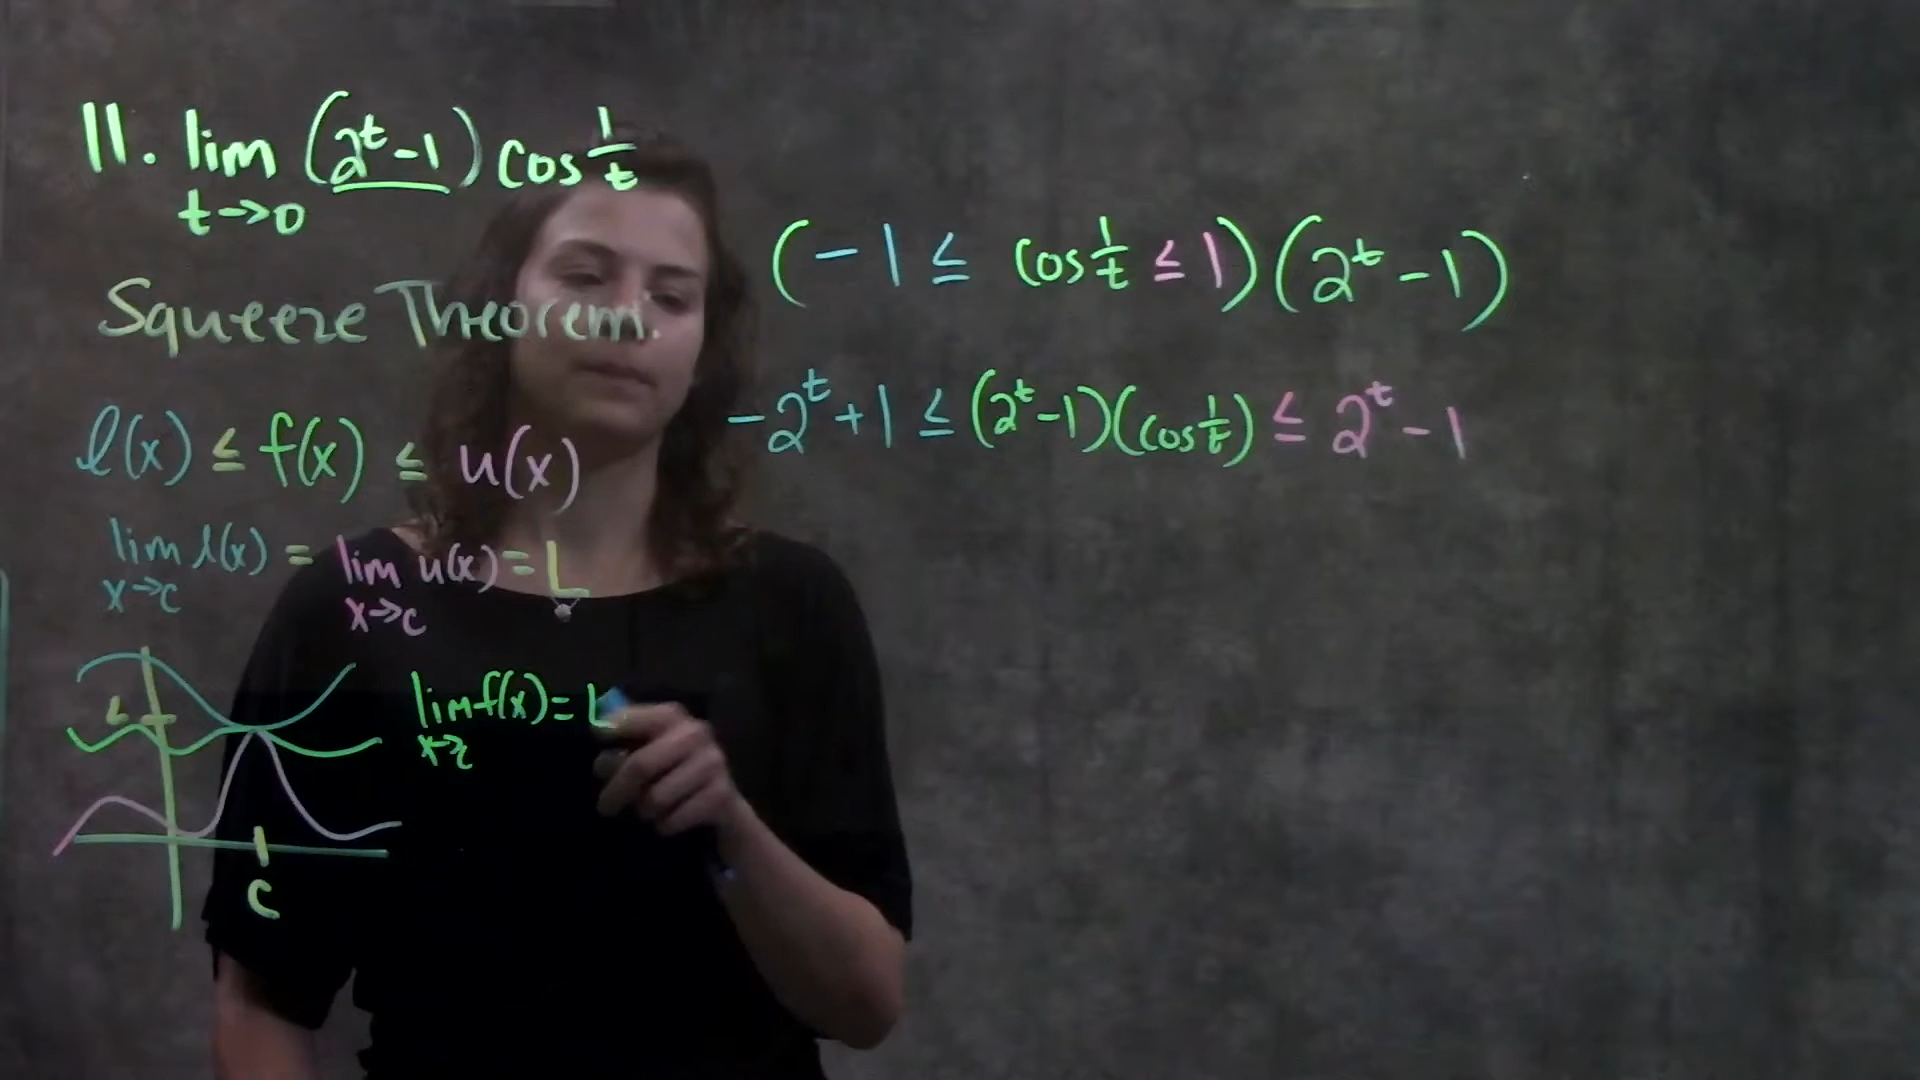 11. lim (2^t - 1) cos 1/t
t→0
Squeeze Theorem.
l(x) ≤ f(x) ≤ u(x)
lim l(x) = lim u(x) = L
x→c x→c
L
lim f(x) = L
x→c
c
(-1 ≤ cos 1/t ≤ 1)(2^t - 1)
-2^t + 1 ≤ (2^t - 1)(cos 1/t) ≤ 2^t - 1